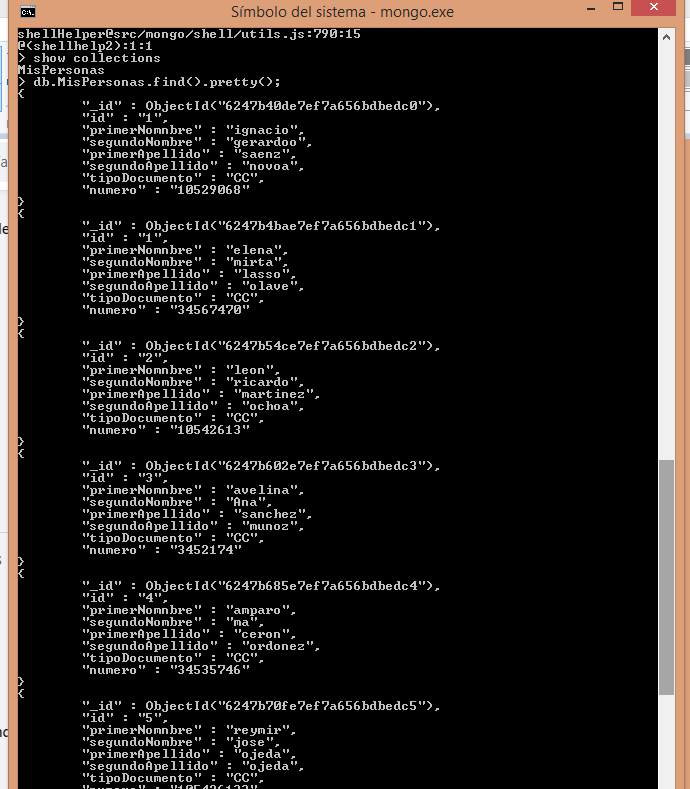 Símbolo del sistema - mongo.exe
shellHelper@src/mongo/shell/utils.js:790:15
@(shellhelp2):1:1
> show collections
MisPersonas
> db.MisPersonas.find().pretty();
{
"_id" : ObjectId("6247b40de7ef7a656bdbedc0"),
"id" : "1",
"primerNomnbre" : "ignacio",
"segundoNombre" : "gerardoo",
"primerApellido" : "saenz",
"segundoApellido" : "novoa",
"tipoDocumento" : "CC",
"numero" : "10529068"
}
{
"_id" : ObjectId("6247b4bae7ef7a656bdbedc1"),
"id" : "1",
"primerNomnbre" : "elena",
"segundoNombre" : "mirta",
"primerApellido" : "lasso",
"segundoApellido" : "olave",
"tipoDocumento" : "CC",
"numero" : "34567470"
}
{
"_id" : ObjectId("6247b54ce7ef7a656bdbedc2"),
"id" : "2",
"primerNomnbre" : "leon",
"segundoNombre" : "ricardo",
"primerApellido" : "martinez",
"segundoApellido" : "ochoa",
"tipoDocumento" : "CC",
"numero" : "10542613"
}
{
"_id" : ObjectId("6247b602e7ef7a656bdbedc3"),
"id" : "3",
"primerNomnbre" : "avelina",
"segundoNombre" : "Ana",
"primerApellido" : "sanchez",
"segundoApellido" : "munoz",
"tipoDocumento" : "CC",
"numero" : "3452174"
}
{
"_id" : ObjectId("6247b685e7ef7a656bdbedc4"),
"id" : "4",
"primerNomnbre" : "amparo",
"segundoNombre" : "ma",
"primerApellido" : "ceron",
"segundoApellido" : "ordonez",
"tipoDocumento" : "CC",
"numero" : "34535746"
}
{
"_id" : ObjectId("6247b70fe7ef7a656bdbedc5"),
"id" : "5",
"primerNomnbre" : "reymir",
"segundoNombre" : "jose",
"primerApellido" : "ojeda",
"segundoApellido" : "ojeda",
"tipoDocumento" : "CC",